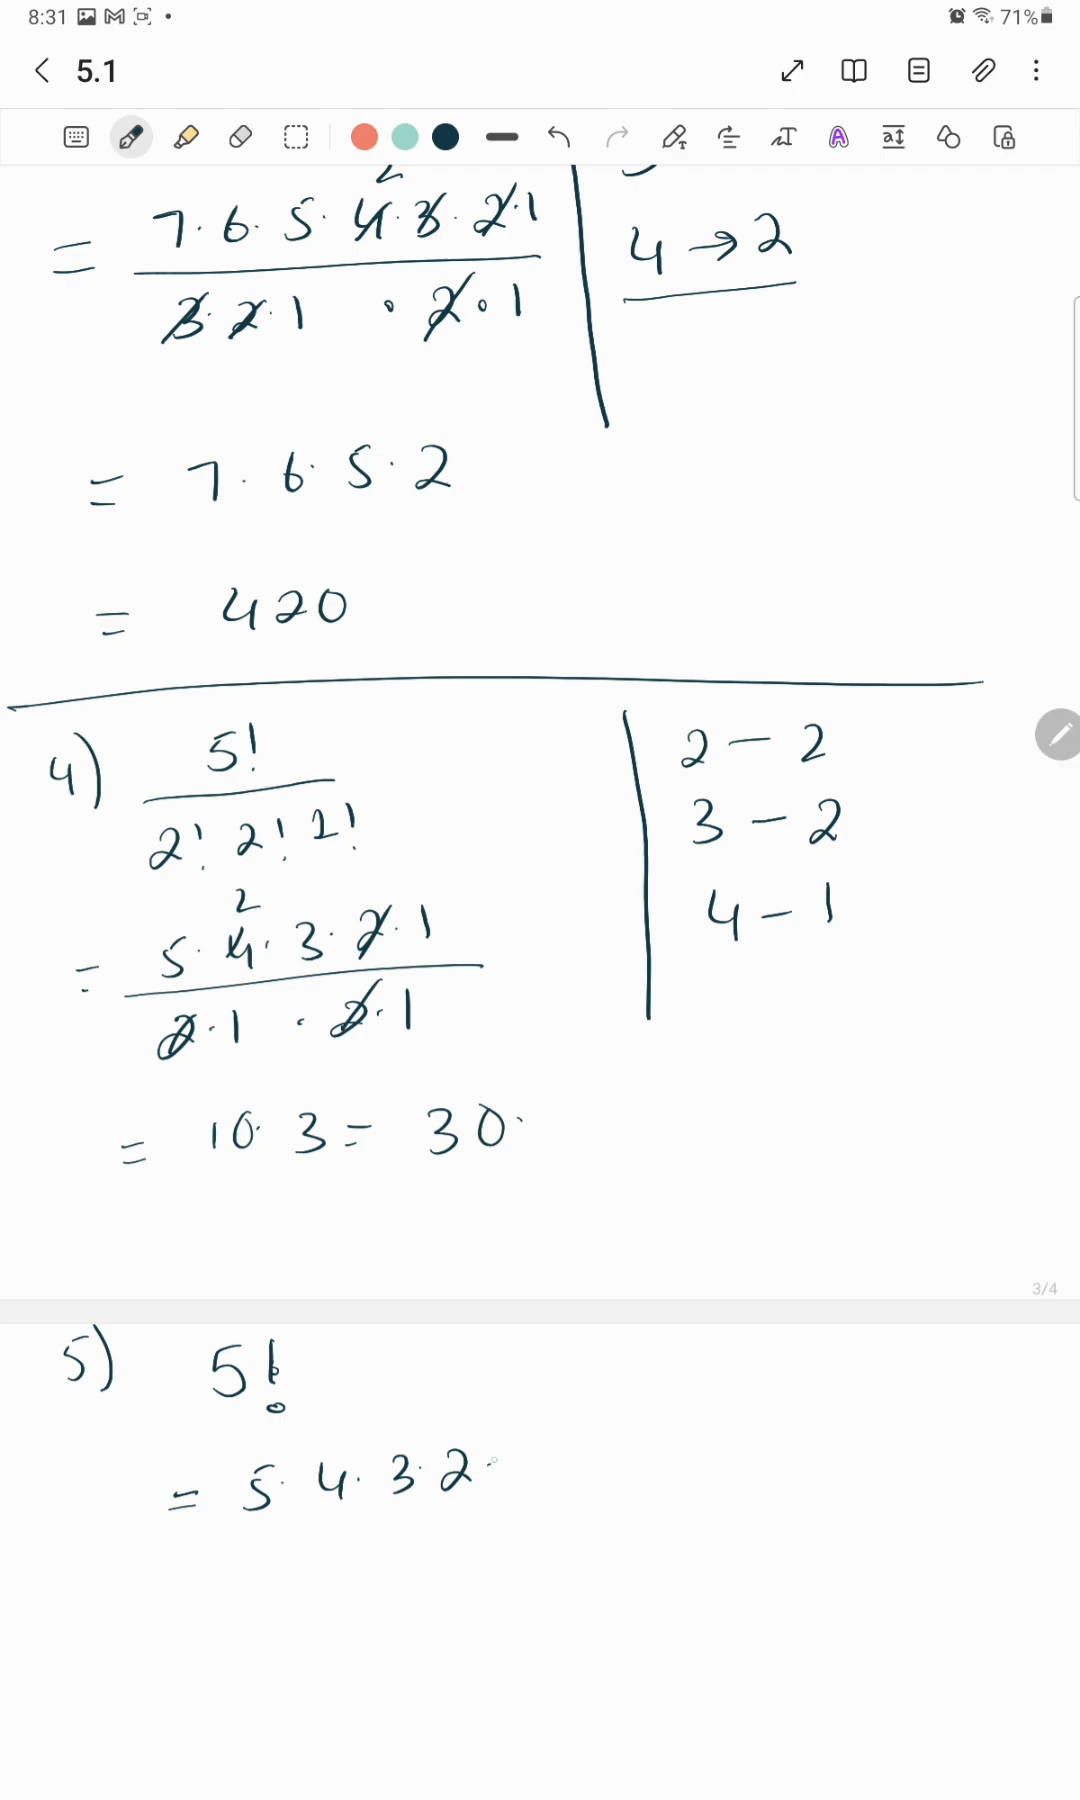 8:31 71%
5.1
2
= 7. 6. 5. 4. 3. 2. 1
3. 2. 1 . 2. 1
4 → 2
= 7. 6. 5. 2
= 420
4) 5!
2! 2! 1!
2
= 5. 4. 3. 2. 1
2. 1 . 2. 1
= 10. 3 = 30.
2 – 2
3 – 2
4 – 1
3/4
5) 5!
= 5. 4. 3. 2.